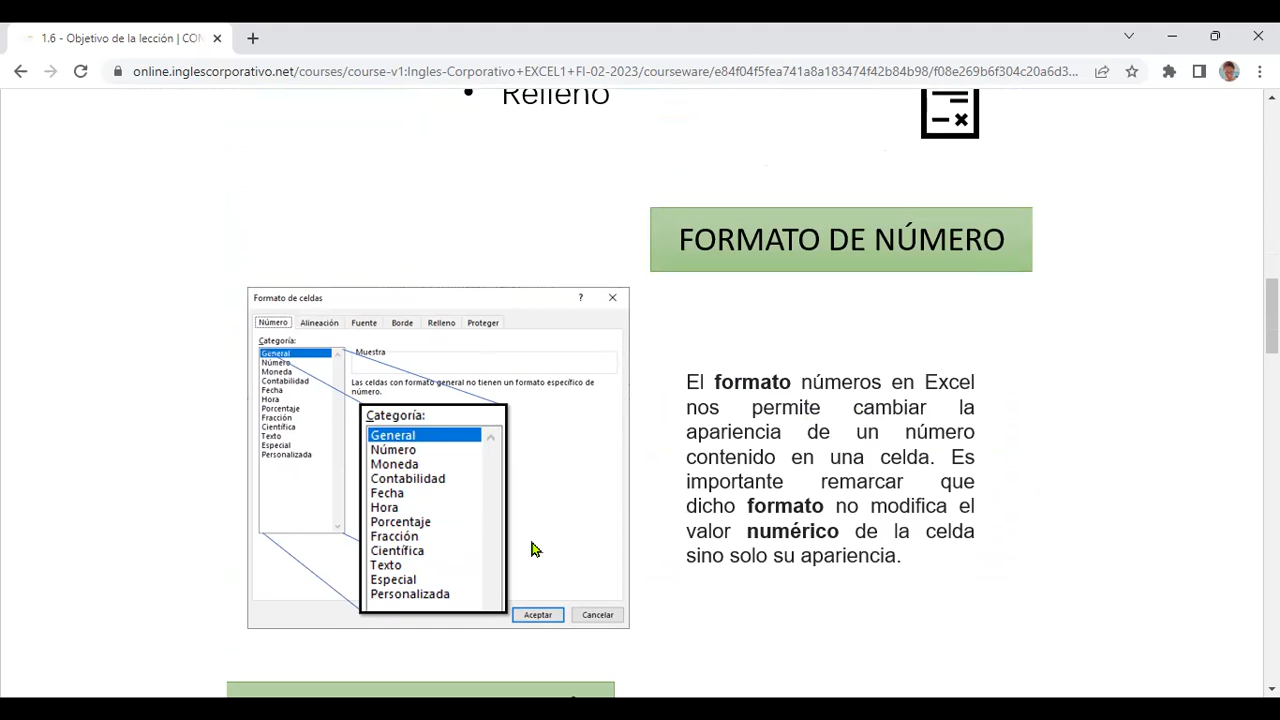 1.6 - Objetivo de la lección | CON
online.inglescorporativo.net/courses/course-v1:Ingles-Corporativo+EXCEL1+FI-02-2023/courseware/e84f04f5fea741a8a183474f42b84b98/f08e269b6f304c20a6d3...
• Relleno
FORMATO DE NÚMERO
Formato de celdas
Número Alineación Fuente Borde Relleno Proteger
Categoría:
General
Número
Moneda
Contabilidad
Fecha
Hora
Porcentaje
Fracción
Científica
Texto
Especial
Personalizada
Muestra
Las celdas con formato general no tienen un formato específico de
número.
Categoría:
General
Número
Moneda
Contabilidad
Fecha
Hora
Porcentaje
Fracción
Científica
Texto
Especial
Personalizada
Aceptar Cancelar
El formato números en Excel
nos permite cambiar la
apariencia de un número
contenido en una celda. Es
importante remarcar que
dicho formato no modifica el
valor numérico de la celda
sino solo su apariencia.